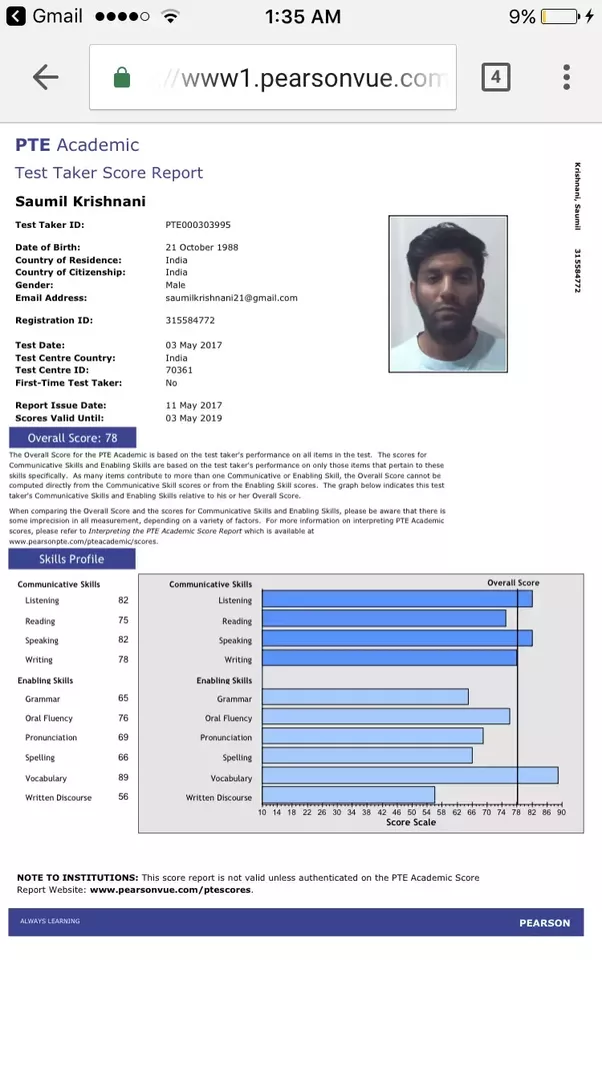 Gmail 1:35 AM 9%
//www1.pearsonvue.com 4
PTE Academic
Test Taker Score Report
Saumil Krishnani
Test Taker ID: PTE000303995
Date of Birth: 21 October 1988
Country of Residence: India
Country of Citizenship: India
Gender: Male
Email Address: saumilkrishnani21@gmail.com
Registration ID: 315584772
Test Date: 03 May 2017
Test Centre Country: India
Test Centre ID: 70361
First-Time Test Taker: No
Report Issue Date: 11 May 2017
Scores Valid Until: 03 May 2019
Krishnani, Saumil 315584772
Overall Score: 78
The Overall Score for the PTE Academic is based on the test taker's performance on all items in the test. The scores for
Communicative Skills and Enabling Skills are based on the test taker's performance on only those items that pertain to these
skills specifically. As many items contribute to more than one Communicative or Enabling Skill, the Overall Score cannot be
computed directly from the Communicative Skill scores or from the Enabling Skill scores. The graph below indicates this test
taker's Communicative Skills and Enabling Skills relative to his or her Overall Score.
When comparing the Overall Score and the scores for Communicative Skills and Enabling Skills, please be aware that there is
some imprecision in all measurement, depending on a variety of factors. For more information on interpreting PTE Academic
scores, please refer to Interpreting the PTE Academic Score Report which is available at
www.pearsonpte.com/pteacademic/scores.
Skills Profile
Communicative Skills
Listening 82
Reading 75
Speaking 82
Writing 78
Enabling Skills
Grammar 65
Oral Fluency 76
Pronunciation 69
Spelling 66
Vocabulary 89
Written Discourse 56
Communicative Skills Overall Score
Listening
Reading
Speaking
Writing
Enabling Skills
Grammar
Oral Fluency
Pronunciation
Spelling
Vocabulary
Written Discourse
10 14 18 22 26 30 34 38 42 46 50 54 58 62 66 70 74 78 82 86 90
Score Scale
NOTE TO INSTITUTIONS: This score report is not valid unless authenticated on the PTE Academic Score
Report Website: www.pearsonvue.com/ptescores.
ALWAYS LEARNING PEARSON